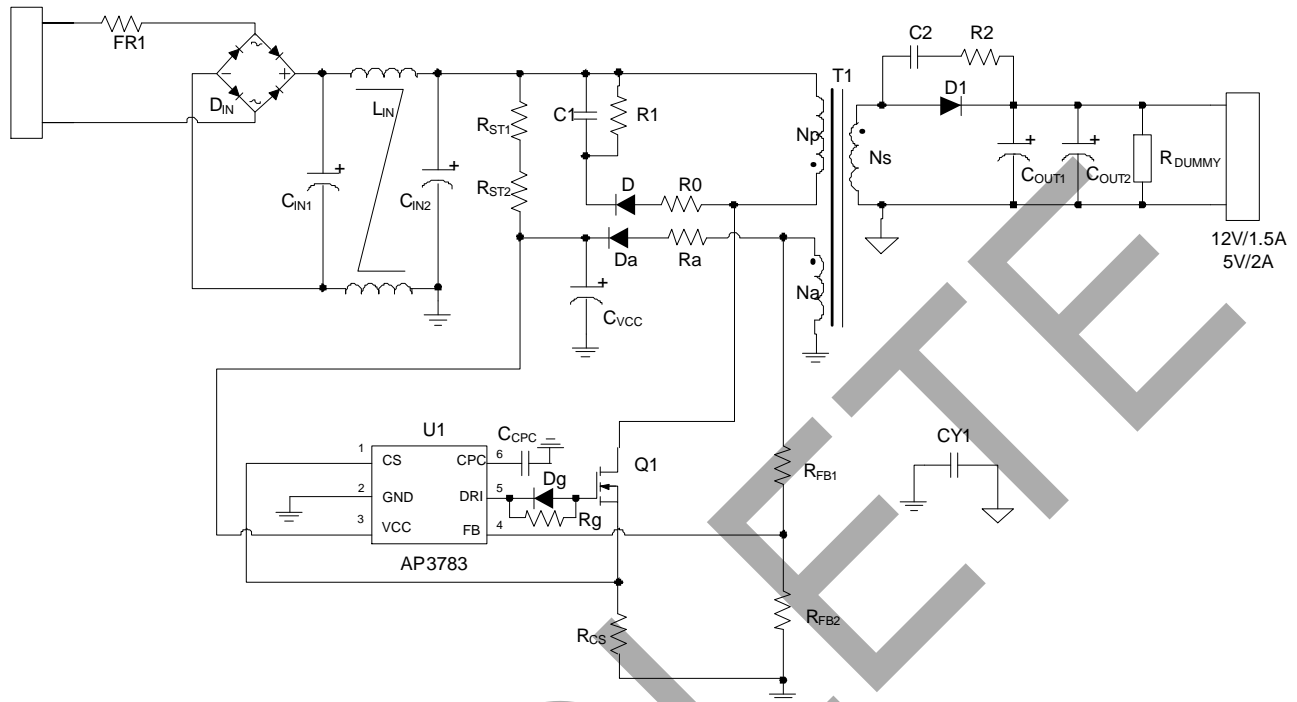 FR1
C2
R2
T1
D1
DIN
~
~
-
+
LIN
+
CIN1
+
CIN2
RST1
RST2
C1
R1
Np
Ns
+
COUT1
+
COUT2
RDUMMY
D
R0
Da
Ra
Na
12V/1.5A
5V/2A
+
CVCC
U1
CCPC
Q1
1
CS
CPC
6
2
GND
DRI
5
Dg
Rg
3
VCC
FB
4
AP3783
RFB1
CY1
RCS
RFB2